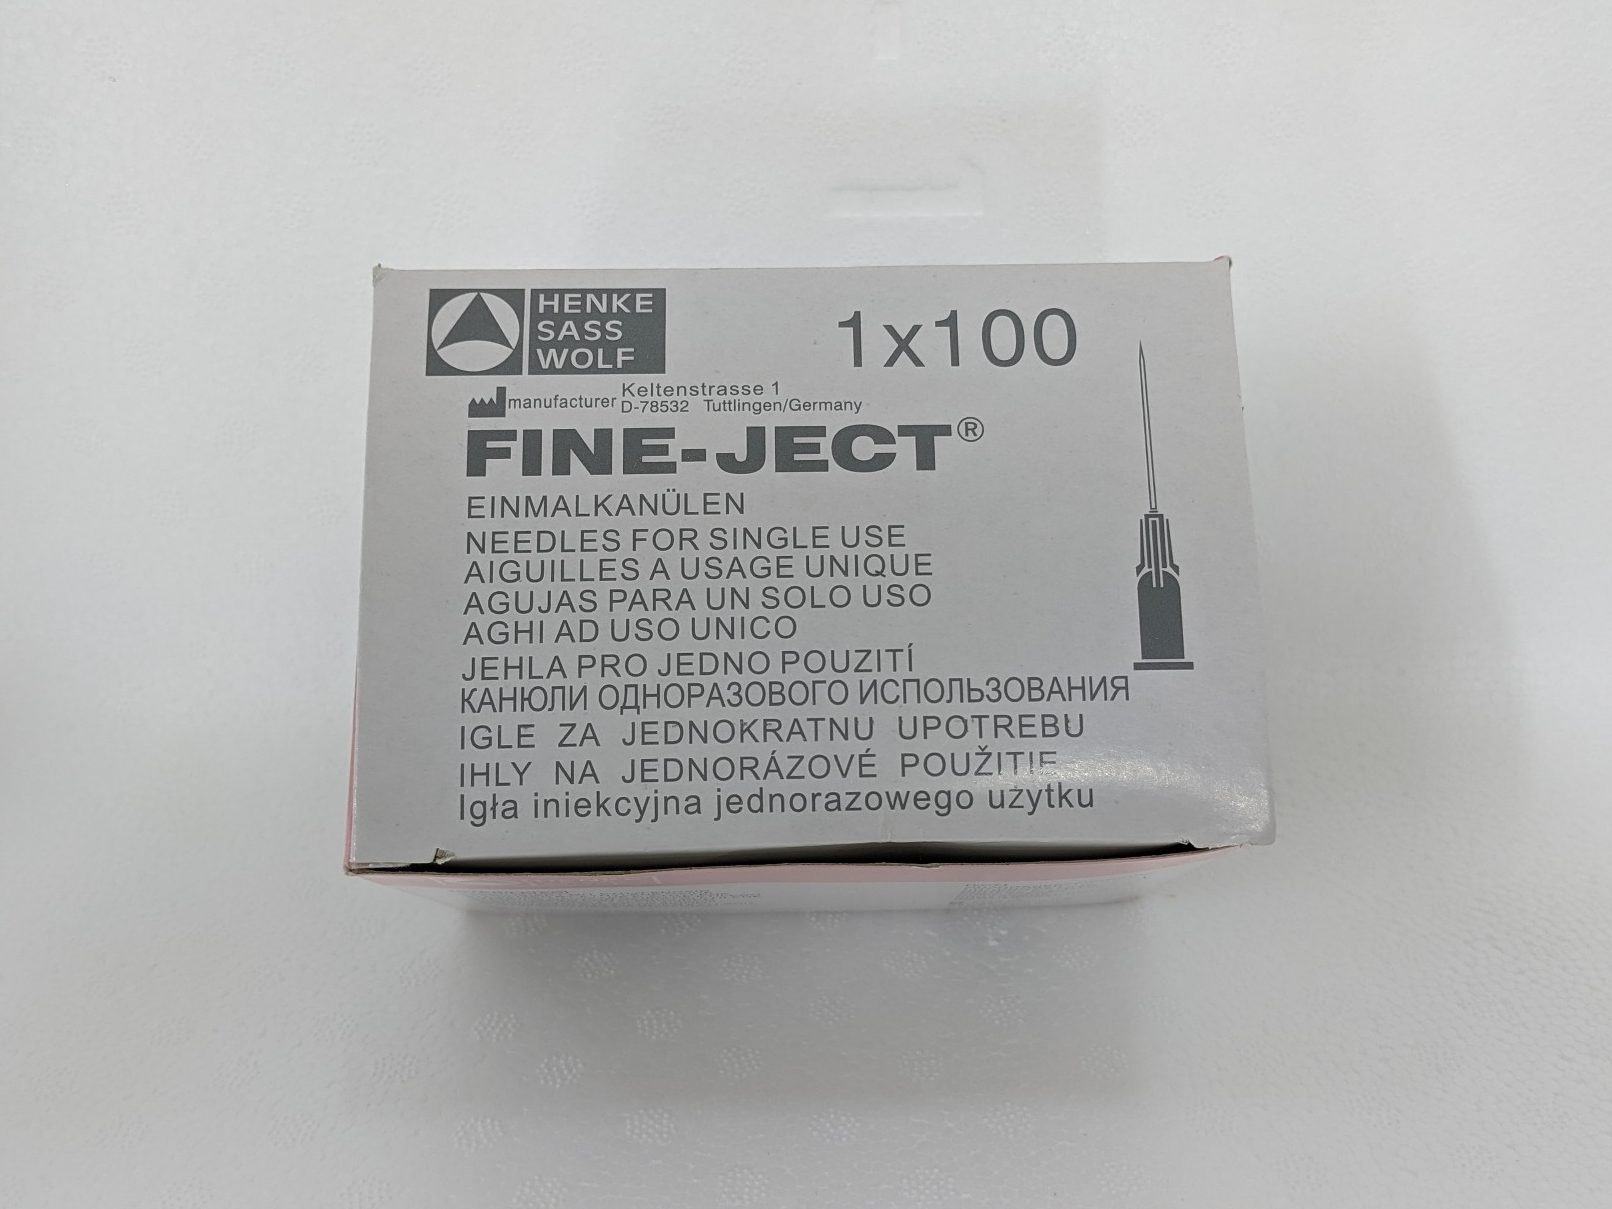 HENKE
SASS
WOLF
1x100
manufacturer Keltenstrasse 1
D-78532 Tuttlingen/Germany
FINE-JECT®
EINMALKANÜLEN
NEEDLES FOR SINGLE USE
AIGUILLES A USAGE UNIQUE
AGUJAS PARA UN SOLO USO
AGHI AD USO UNICO
JEHLA PRO JEDNO POUZITÍ
КАНЮЛИ ОДНОРАЗОВОГО ИСПОЛЬЗОВАНИЯ
IGLE ZA JEDNOKRATNU UPOTREBU
IHLY NA JEDNORÁZOVÉ POUŽITIE
Igła iniekcyjna jednorazowego użytku